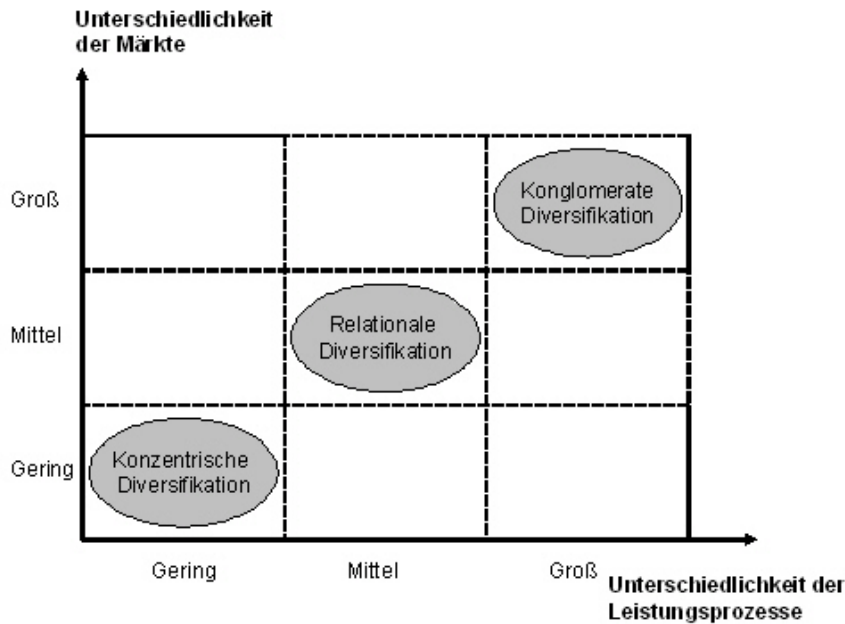 Unterschiedlichkeit
der Märkte
Groß
Konglomerate
Diversifikation
Mittel
Relationale
Diversifikation
Gering
Konzentrische
Diversifikation
Gering
Mittel
Groß
Unterschiedlichkeit der
Leistungsprozesse